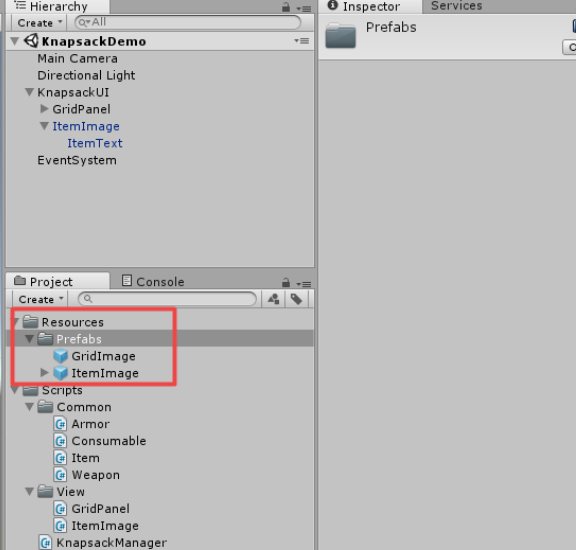 Hierarchy
Create
All
KnapsackDemo
Main Camera
Directional Light
KnapsackUI
GridPanel
ItemImage
ItemText
EventSystem
Project
Console
Create
Resources
Prefabs
GridImage
ItemImage
Scripts
Common
Armor
Consumable
Item
Weapon
View
GridPanel
ItemImage
KnapsackManager
Inspector
Services
Prefabs